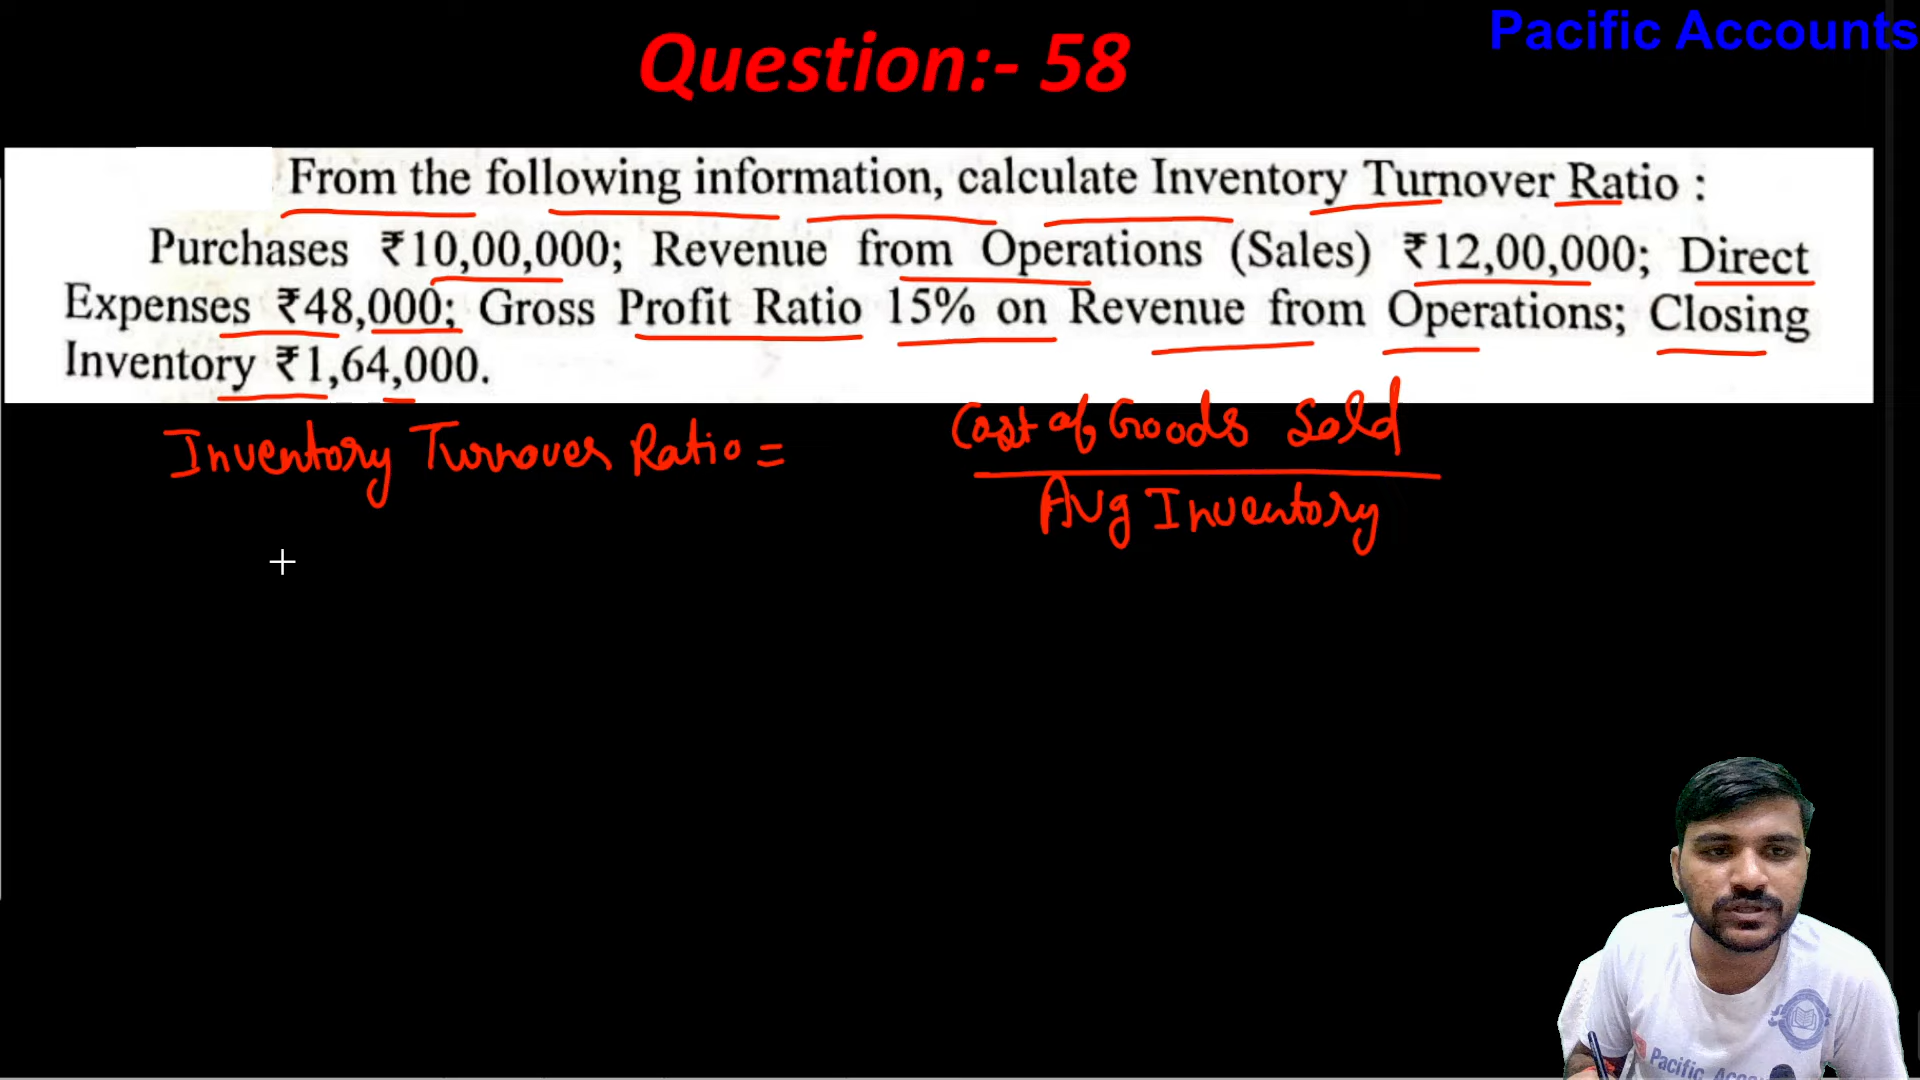 Pacific Accounts
Question:- 58
From the following information, calculate Inventory Turnover Ratio :
Purchases ₹10,00,000; Revenue from Operations (Sales) ₹12,00,000; Direct
Expenses ₹48,000; Gross Profit Ratio 15% on Revenue from Operations; Closing
Inventory ₹1,64,000.
Inventory Turnover Ratio =
Cost of Goods Sold
Avg Inventory
Pacific